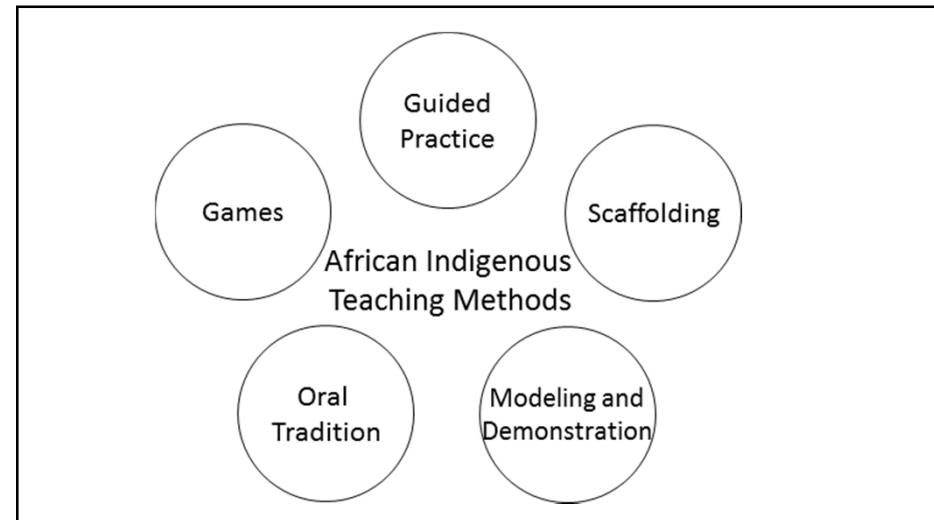 Guided
Practice
Games
Scaffolding
African Indigenous
Teaching Methods
Oral
Tradition
Modeling and
Demonstration